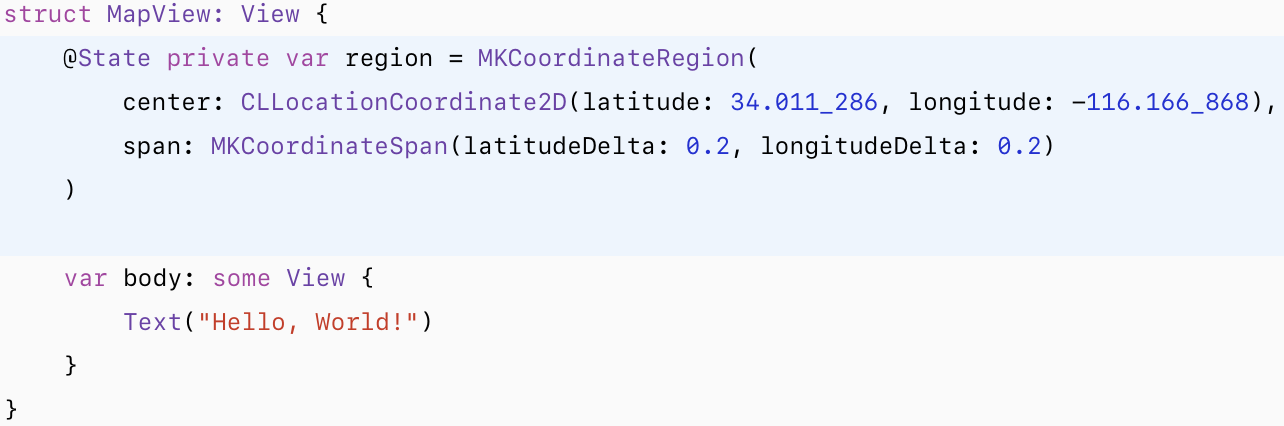 struct MapView: View {
    @State private var region = MKCoordinateRegion(
        center: CLLocationCoordinate2D(latitude: 34.011_286, longitude: -116.166_868),
        span: MKCoordinateSpan(latitudeDelta: 0.2, longitudeDelta: 0.2)
    )
    var body: some View {
        Text("Hello, World!")
    }
}